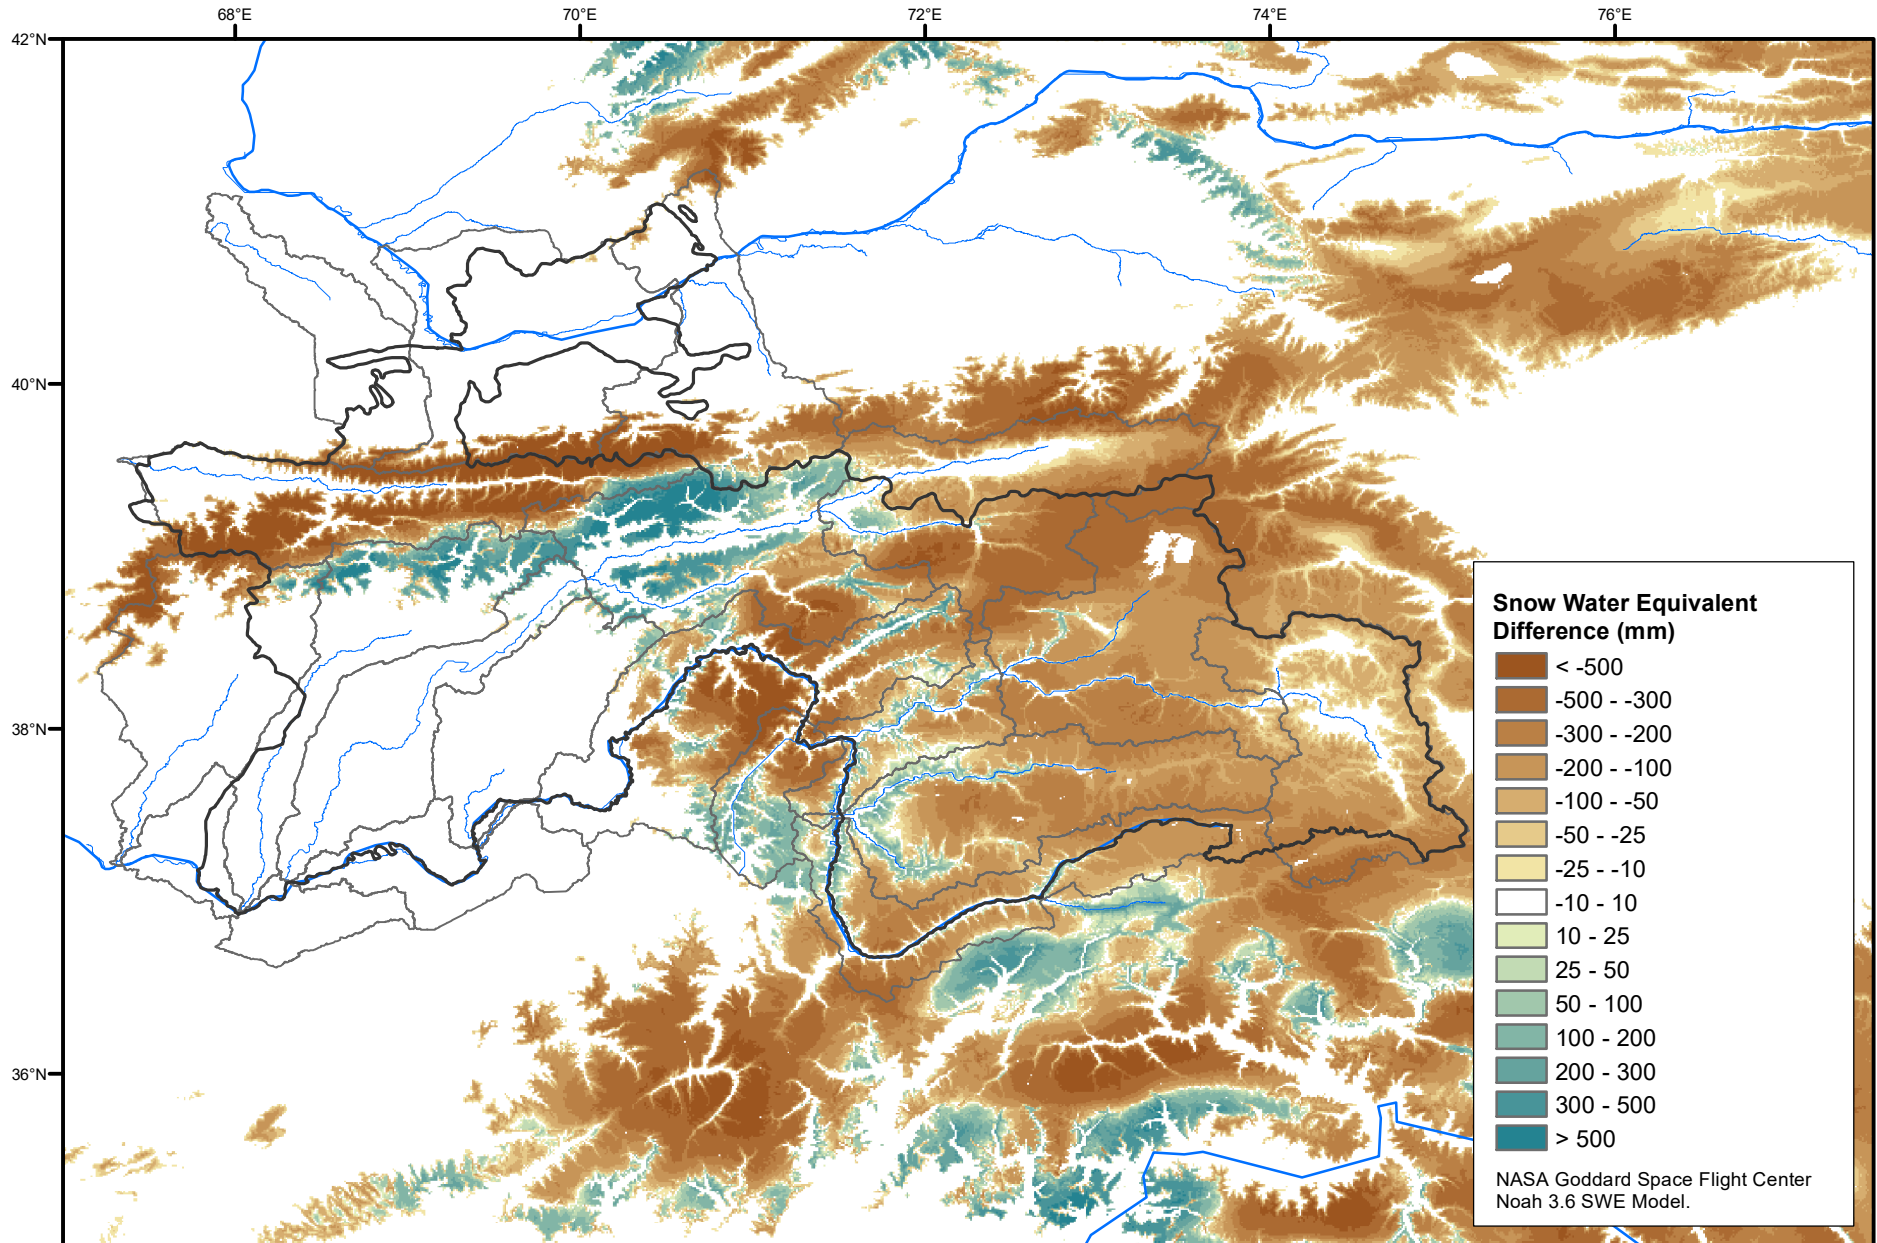 68°E 70°E 72°E 74°E 76°E
42°N
40°N
38°N
36°N
Snow Water Equivalent
Difference (mm)
< -500
-500 - -300
-300 - -200
-200 - -100
-100 - -50
-50 - -25
-25 - -10
-10 - 10
10 - 25
25 - 50
50 - 100
100 - 200
200 - 300
300 - 500
> 500
NASA Goddard Space Flight Center
Noah 3.6 SWE Model.